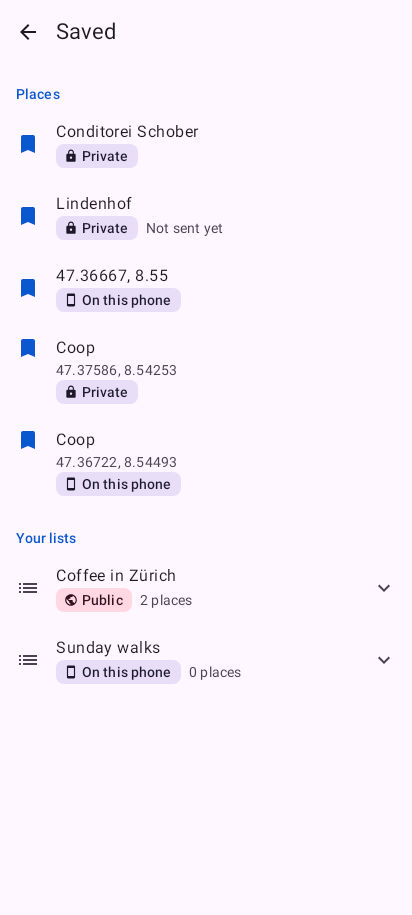 Saved
Places
Conditorei Schober
Private
Lindenhof
Private Not sent yet
47.36667, 8.55
On this phone
Coop
47.37586, 8.54253
Private
Coop
47.36722, 8.54493
On this phone
Your lists
Coffee in Zürich
Public 2 places
Sunday walks
On this phone 0 places